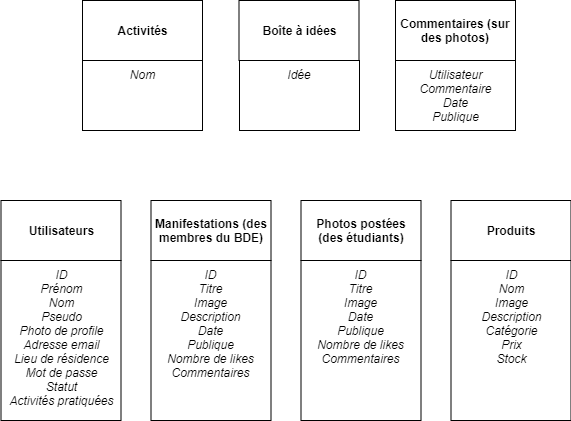 Activités
Nom
Boîte à idées
Idée
Commentaires (sur
des photos)
Utilisateur
Commentaire
Date
Publique
Utilisateurs
ID
Prénom
Nom
Pseudo
Photo de profile
Adresse email
Lieu de résidence
Mot de passe
Statut
Activités pratiquées
Manifestations (des
membres du BDE)
ID
Titre
Image
Description
Date
Publique
Nombre de likes
Commentaires
Photos postées
(des étudiants)
ID
Titre
Image
Date
Publique
Nombre de likes
Commentaires
Produits
ID
Nom
Image
Description
Catégorie
Prix
Stock